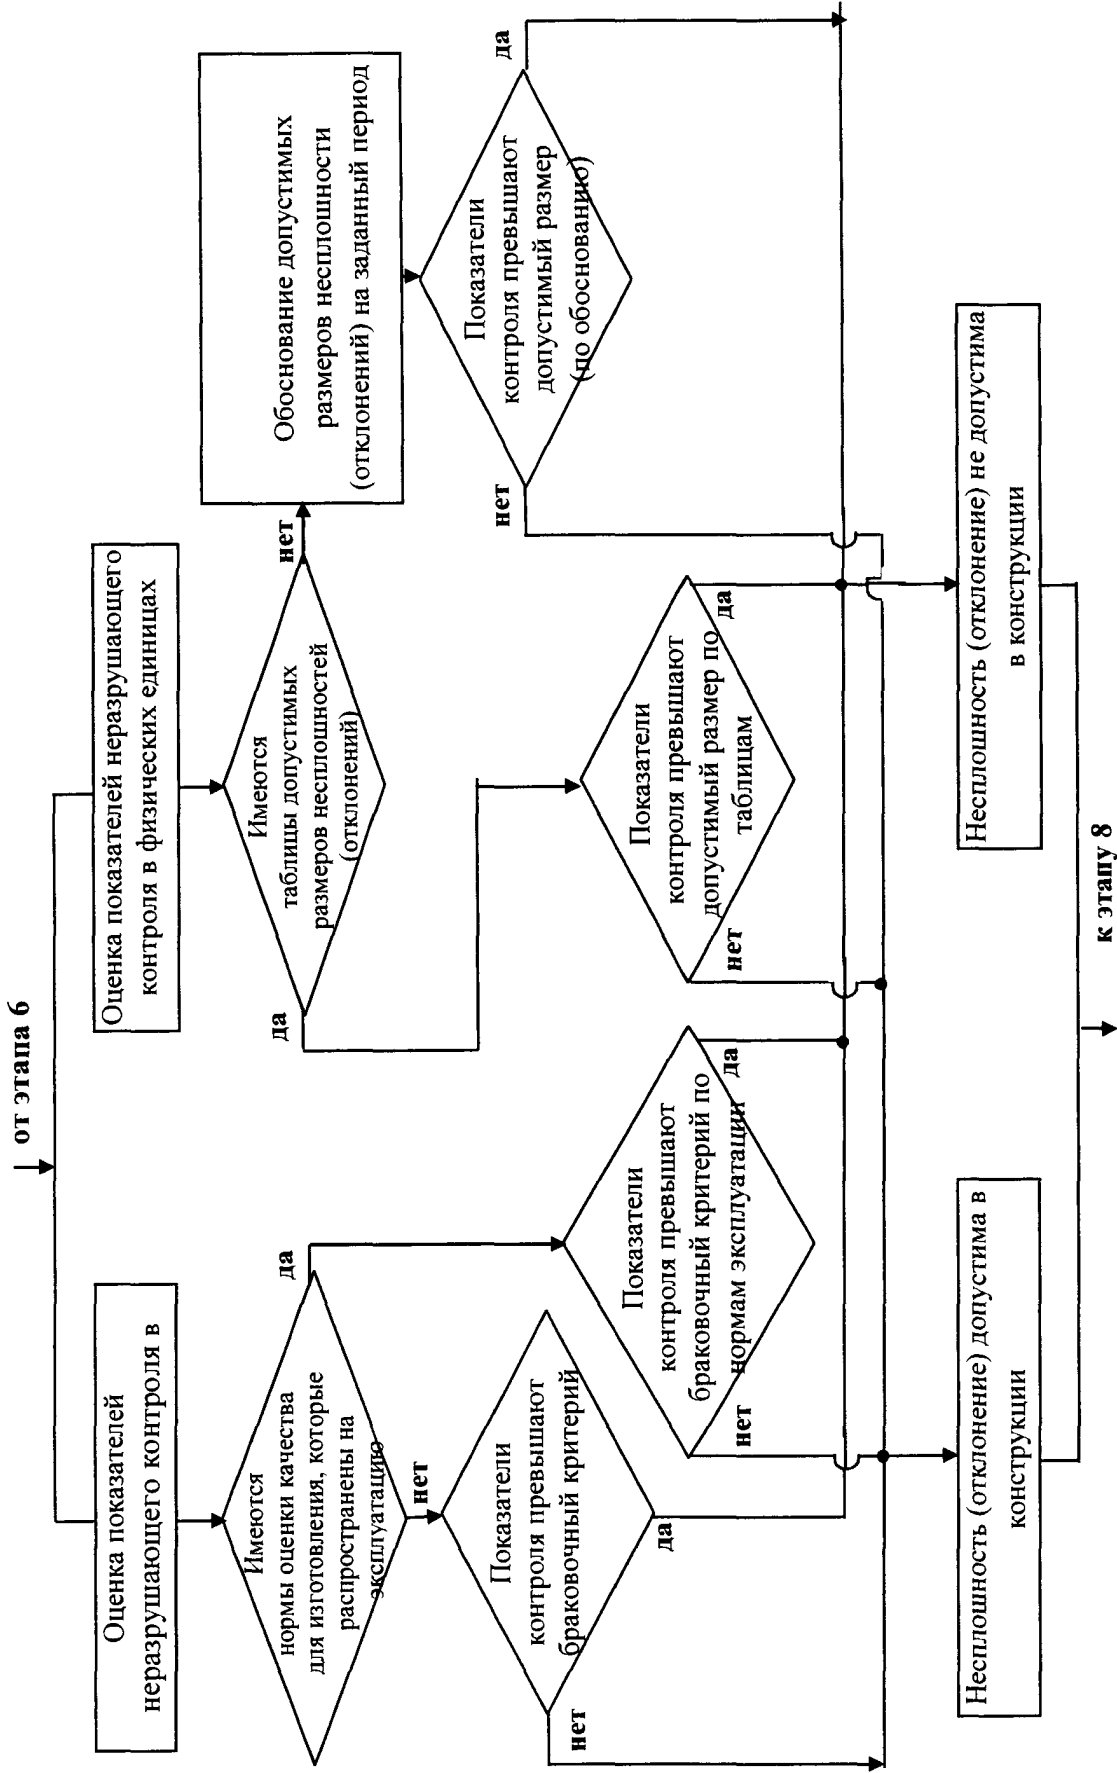 от этапа 6
Оценка показателей
неразрушающего контроля в
Оценка показателей неразрушающего
контроля в физических единицах
Имеются
нормы оценки качества
для изготовления, которые
распространены на
эксплуатацию
да
нет
Имеются
таблицы допустимых
размеров несплошностей
(отклонений)
да
нет
Обоснование допустимых
размеров несплошности
(отклонений) на заданный период
Показатели
контроля превышают
браковочный критерий
нет
да
Показатели
контроля превышают
браковочный критерий по
нормам эксплуатации
нет
да
Показатели
контроля превышают
допустимый размер по
таблицам
нет
да
Показатели
контроля превышают
допустимый размер
(по обоснованию)
нет
да
Несплошность (отклонение) допустима в
конструкции
Несплошность (отклонение) не допустима
в конструкции
к этапу 8